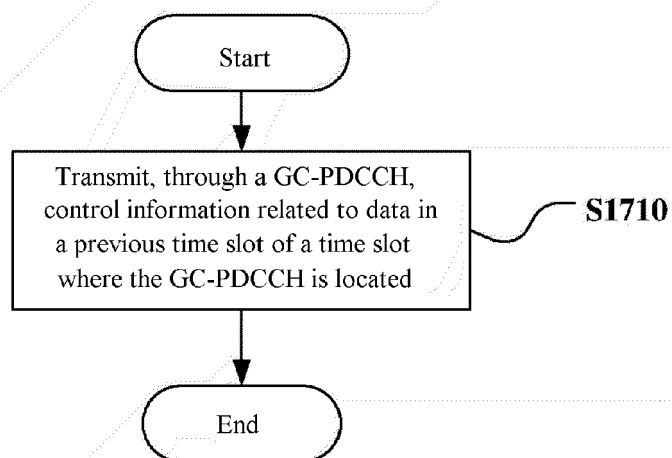 Start
Transmit, through a GC-PDCCH,
control information related to data in
a previous time slot of a time slot
where the GC-PDCCH is located
S1710
End